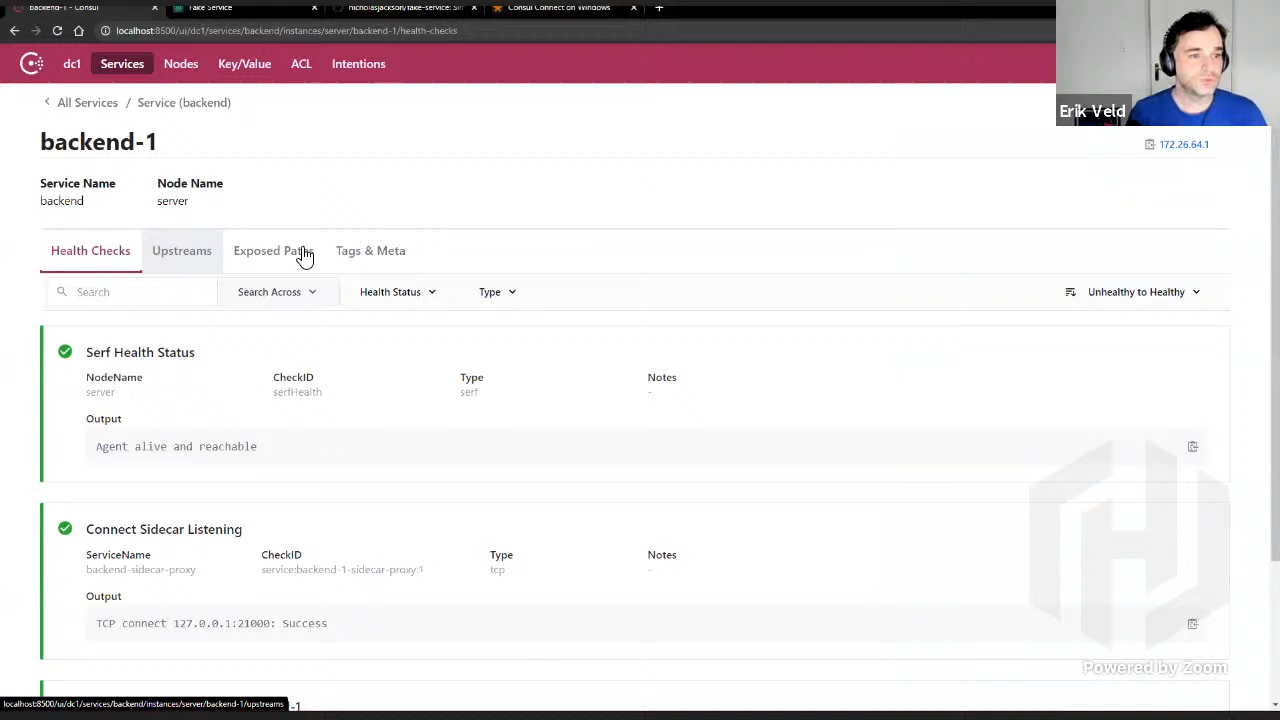 backend-1 - Consul
Fake Service
nicholasjackson/fake-service: Sim
Consul Connect on Windows
localhost:8500/ui/dc1/services/backend/instances/server/backend-1/health-checks
dc1 Services Nodes Key/Value ACL Intentions
Erik Veld
All Services / Service (backend)
backend-1
172.26.64.1
Service Name Node Name
backend server
Health Checks Upstreams Exposed Paths Tags & Meta
Search Search Across Health Status Type Unhealthy to Healthy
Serf Health Status
NodeName CheckID Type Notes
server serfHealth serf -
Output
Agent alive and reachable
Connect Sidecar Listening
ServiceName CheckID Type Notes
backend-sidecar-proxy service:backend-1-sidecar-proxy:1 tcp -
Output
TCP connect 127.0.0.1:21000: Success
Powered by Zoom
localhost:8500/ui/dc1/services/backend/instances/server/backend-1/upstreams
-1